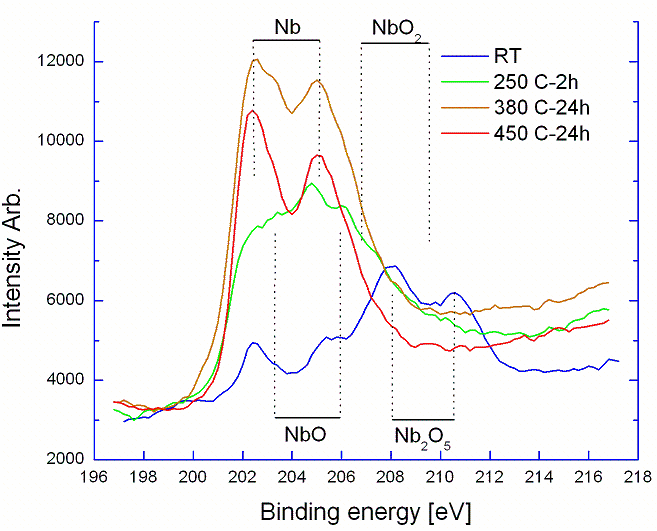 Nb
NbO₂
RT
250 C-2h
380 C-24h
450 C-24h
12000
10000
8000
6000
4000
2000
Intensity Arb.
NbO
Nb₂O₅
196 198 200 202 204 206 208 210 212 214 216 218
Binding energy [eV]